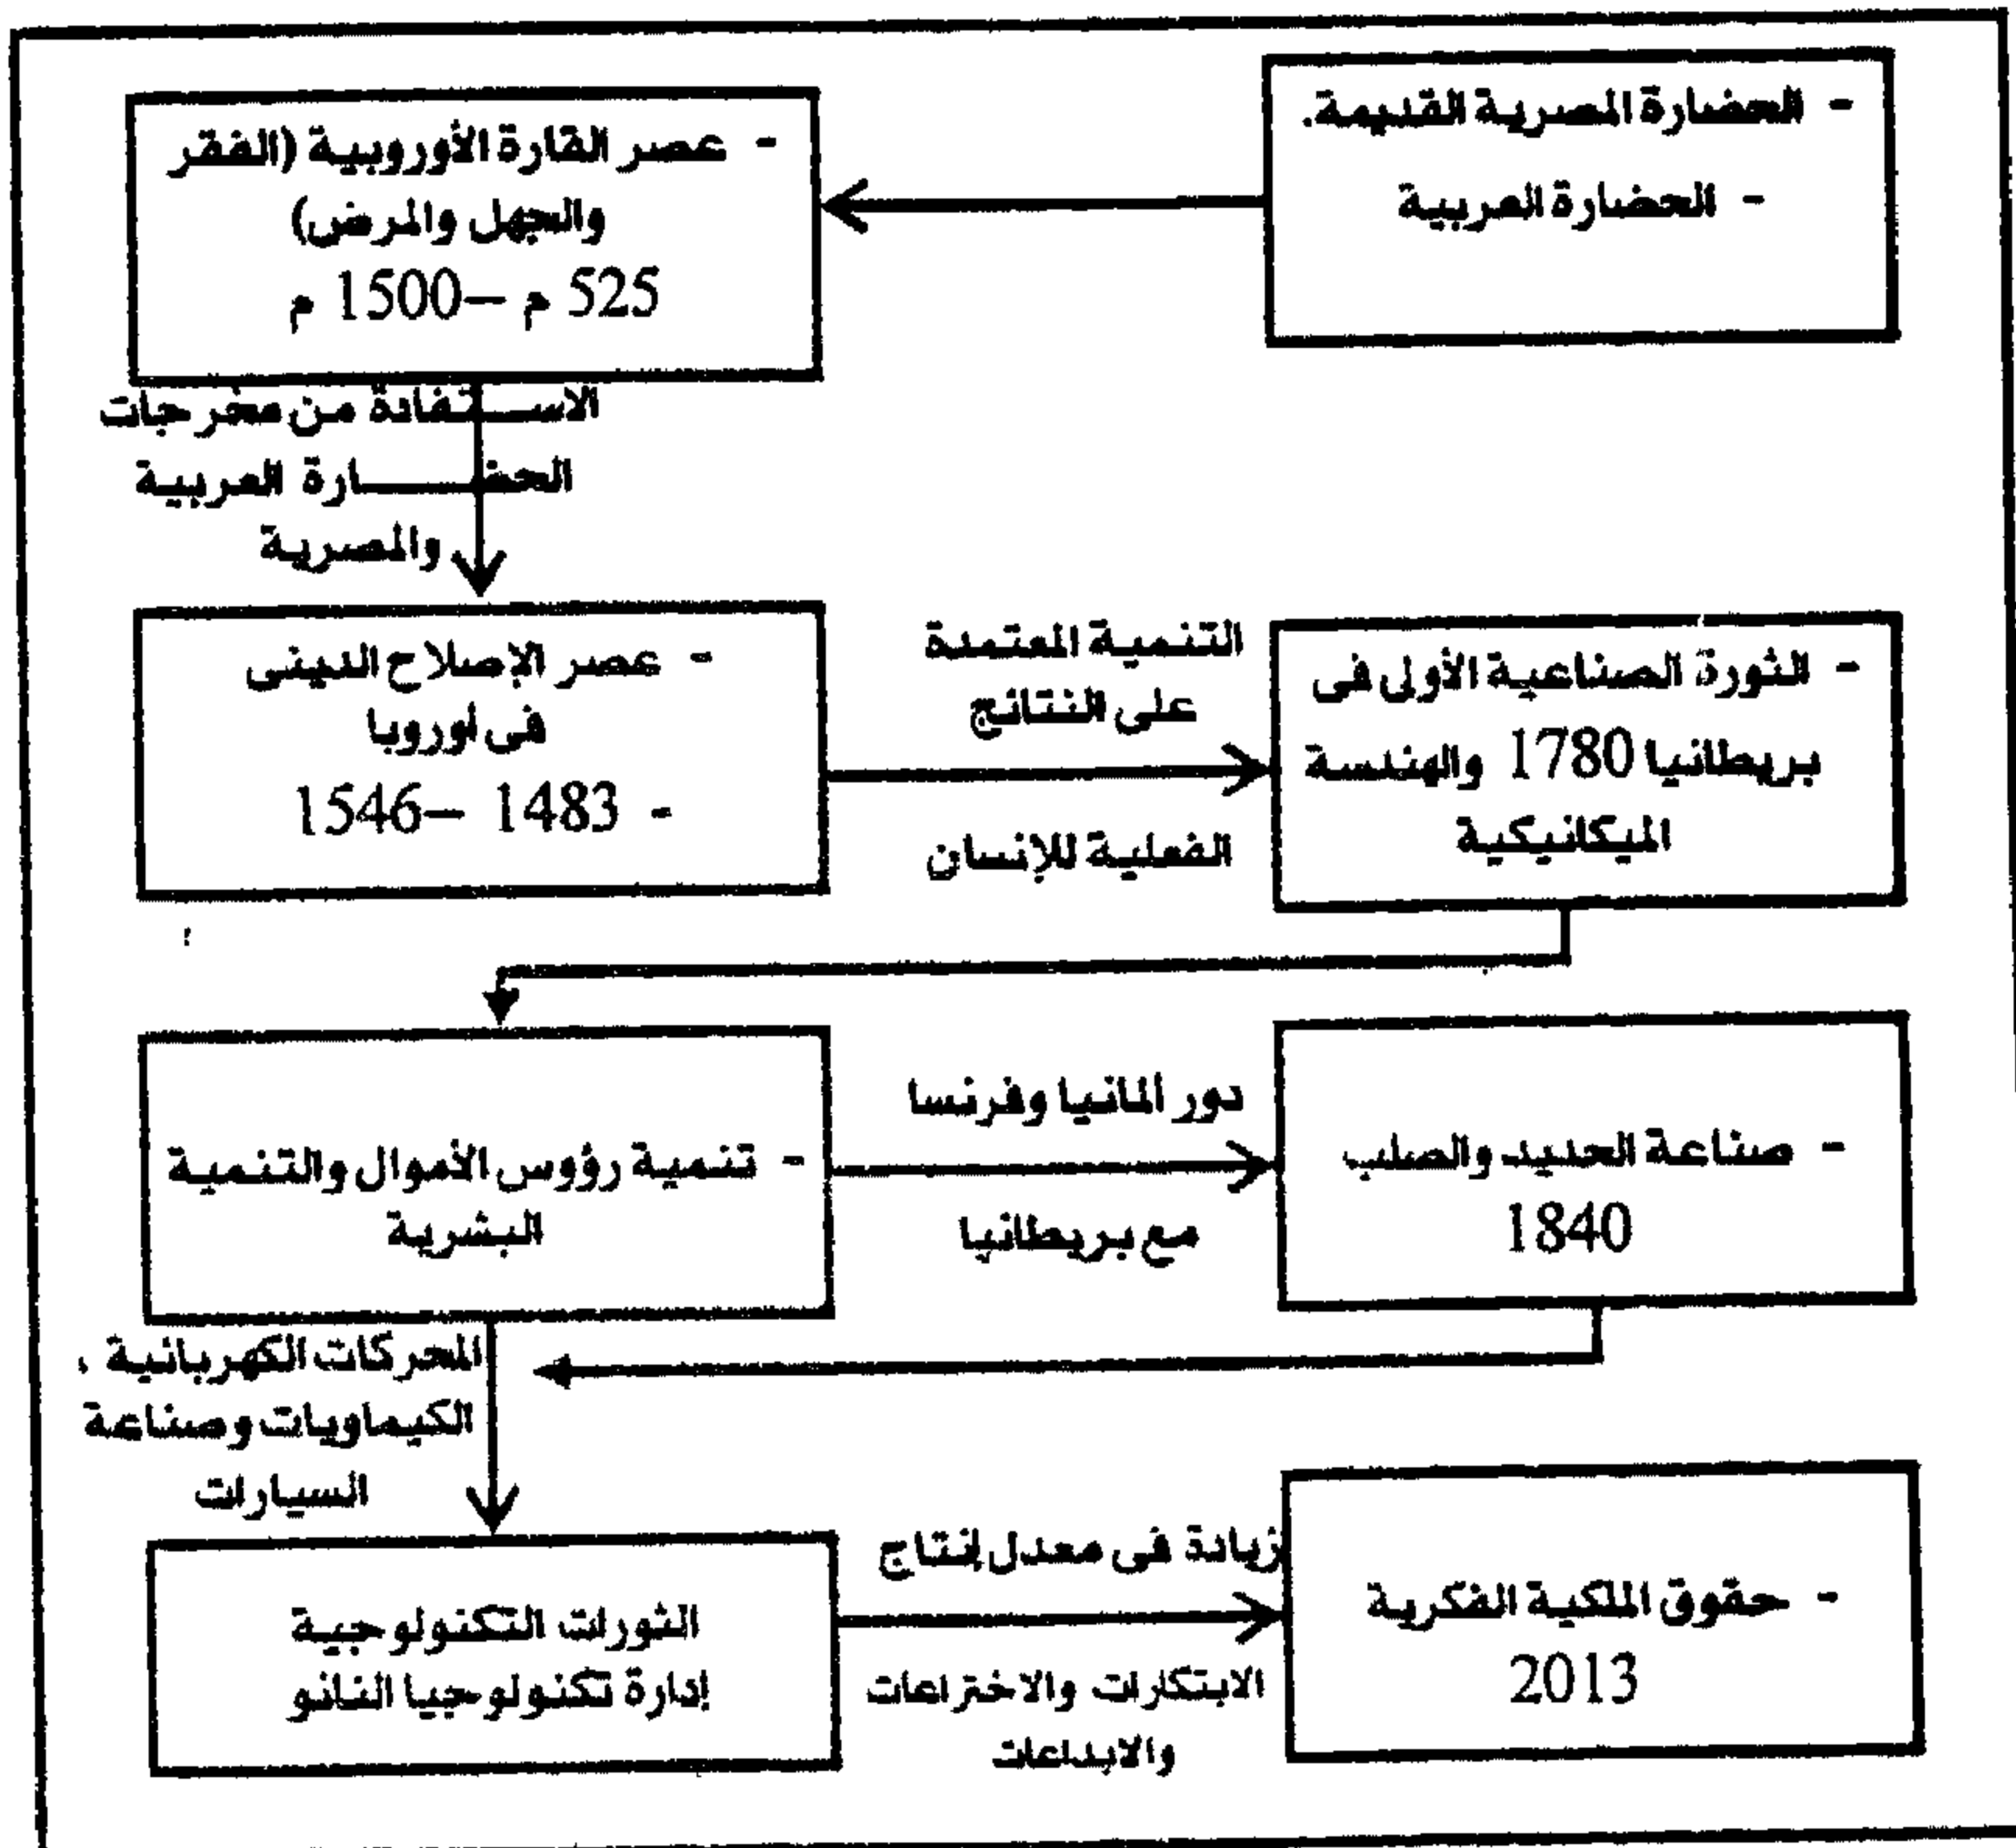 - الحضارة المصرية القديمة.
- الحضارة العربية
- عصر القارة الأوروبية (الفقر
والجهل والمرض)
525 م –1500 م
الاستفادة من مخرجات
الحضارة العربية
والمصرية
- عصر الإصلاح الدينى
فى أوروبا
- 1483 –1546
التنمية المعتمدة
على النتائج
الفعلية للإنسان
- الثورة الصناعية الأولى فى
بريطانيا 1780 والهندسة
الميكانيكية
- تنمية رؤوس الأموال والتنمية
البشرية
دور ألمانيا وفرنسا
مع بريطانيا
- صناعة الحديد والصلب
1840
المحركات الكهربائية ،
الكيماويات وصناعة
السيارات
الثورات التكنولوجية
إدارة تكنولوجيا النانو
زيادة فى معدل إنتاج
الابتكارات والاختراعات
والابداعات
- حقوق الملكية الفكرية
2013